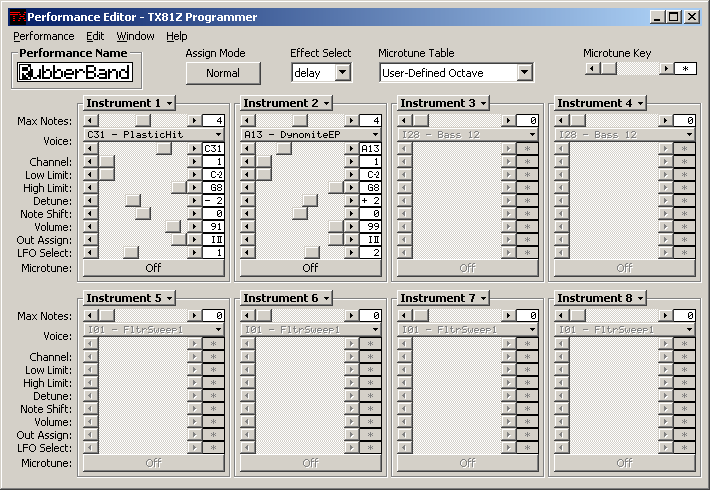 TX Performance Editor - TX81Z Programmer
Performance Edit Window Help
Performance Name Assign Mode Effect Select Microtune Table Microtune Key
RubberBand Normal delay User-Defined Octave *
Instrument 1 Instrument 2 Instrument 3 Instrument 4
Max Notes: 4 4 0 0
Voice: C31 - PlasticHit A13 - DynomiteEP I28 - Bass 12 I28 - Bass 12
C31 A13 * *
Channel: 1 1 * *
Low Limit: C-2 C-2 * *
High Limit: G8 G8 * *
Detune: - 2 + 2 * *
Note Shift: 0 0 * *
Volume: 91 99 * *
Out Assign: III III * *
LFO Select: 1 2 * *
Microtune: Off Off Off Off
Instrument 5 Instrument 6 Instrument 7 Instrument 8
Max Notes: 0 0 0 0
Voice: I01 - FltrSweep1 I01 - FltrSweep1 I01 - FltrSweep1 I01 - FltrSweep1
* * * *
Channel: * * * *
Low Limit: * * * *
High Limit: * * * *
Detune: * * * *
Note Shift: * * * *
Volume: * * * *
Out Assign: * * * *
LFO Select: * * * *
Microtune: Off Off Off Off